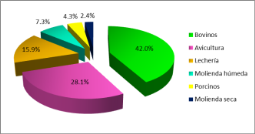 2.4%
4.3%
7.3%
42.0%
15.9%
28.1%
Bovinos
Avicultura
Lechería
Molienda húmeda
Porcinos
Molienda seca